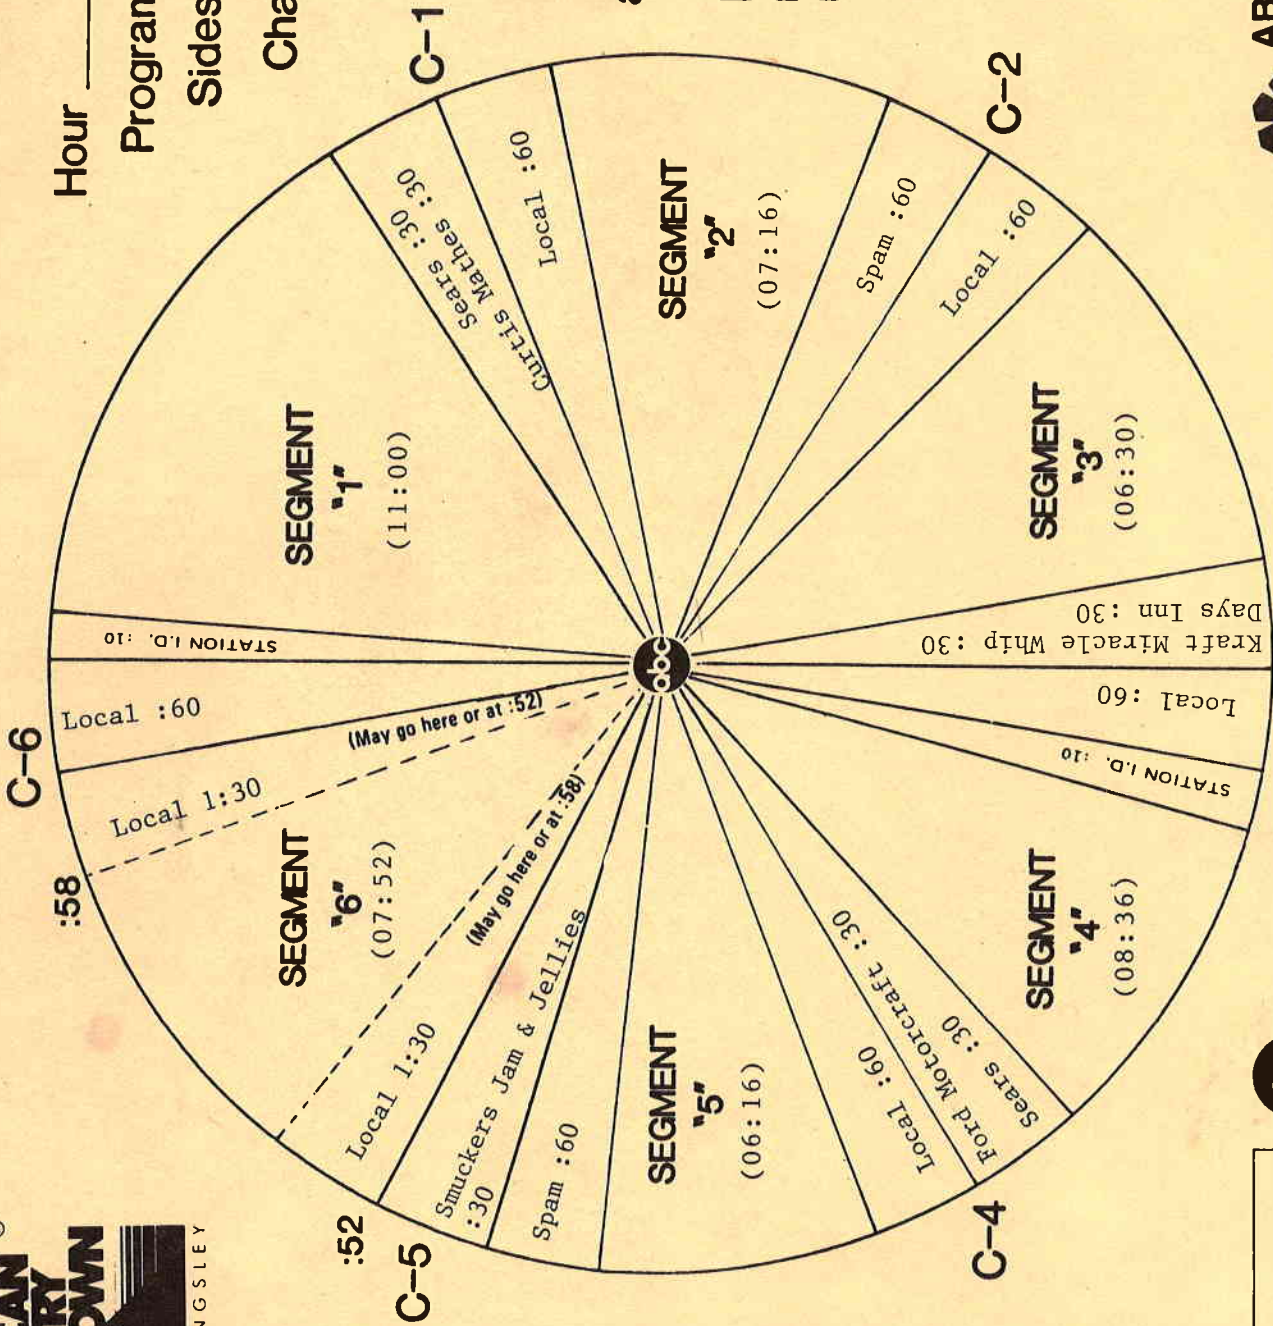 Hour
C-1
C-6
STATION I.D. :10
SEGMENT
"1"
(11:00)
Sears :30
Curtis Mathes :30
Local :60
SEGMENT
"2"
(07:16)
Spam :60
C-2
Local :60
SEGMENT
"3"
(06:30)
Days Inn :30
Kraft Miracle Whip :30
Local :60
STATION I.D. :10
SEGMENT
"4"
(08:36)
Sears :30
Ford Motorcraft :30
C-4
Local :60
SEGMENT
"5"
(06:16)
Spam :60
Smuckers Jam & Jellies
:30
C-5
:52
Local 1:30
(May go here or at :58)
SEGMENT
"6"
(07:52)
:58
Local 1:30
(May go here or at :52)
Local :60
abc